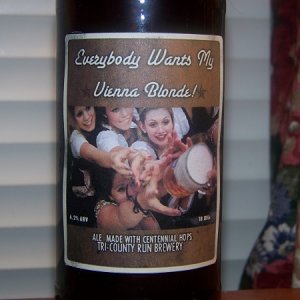 Everybody Wants My
Vienna Blonde!
ALE MADE WITH CENTENNIAL HOPS
TRI-COUNTY RUN BREWERY